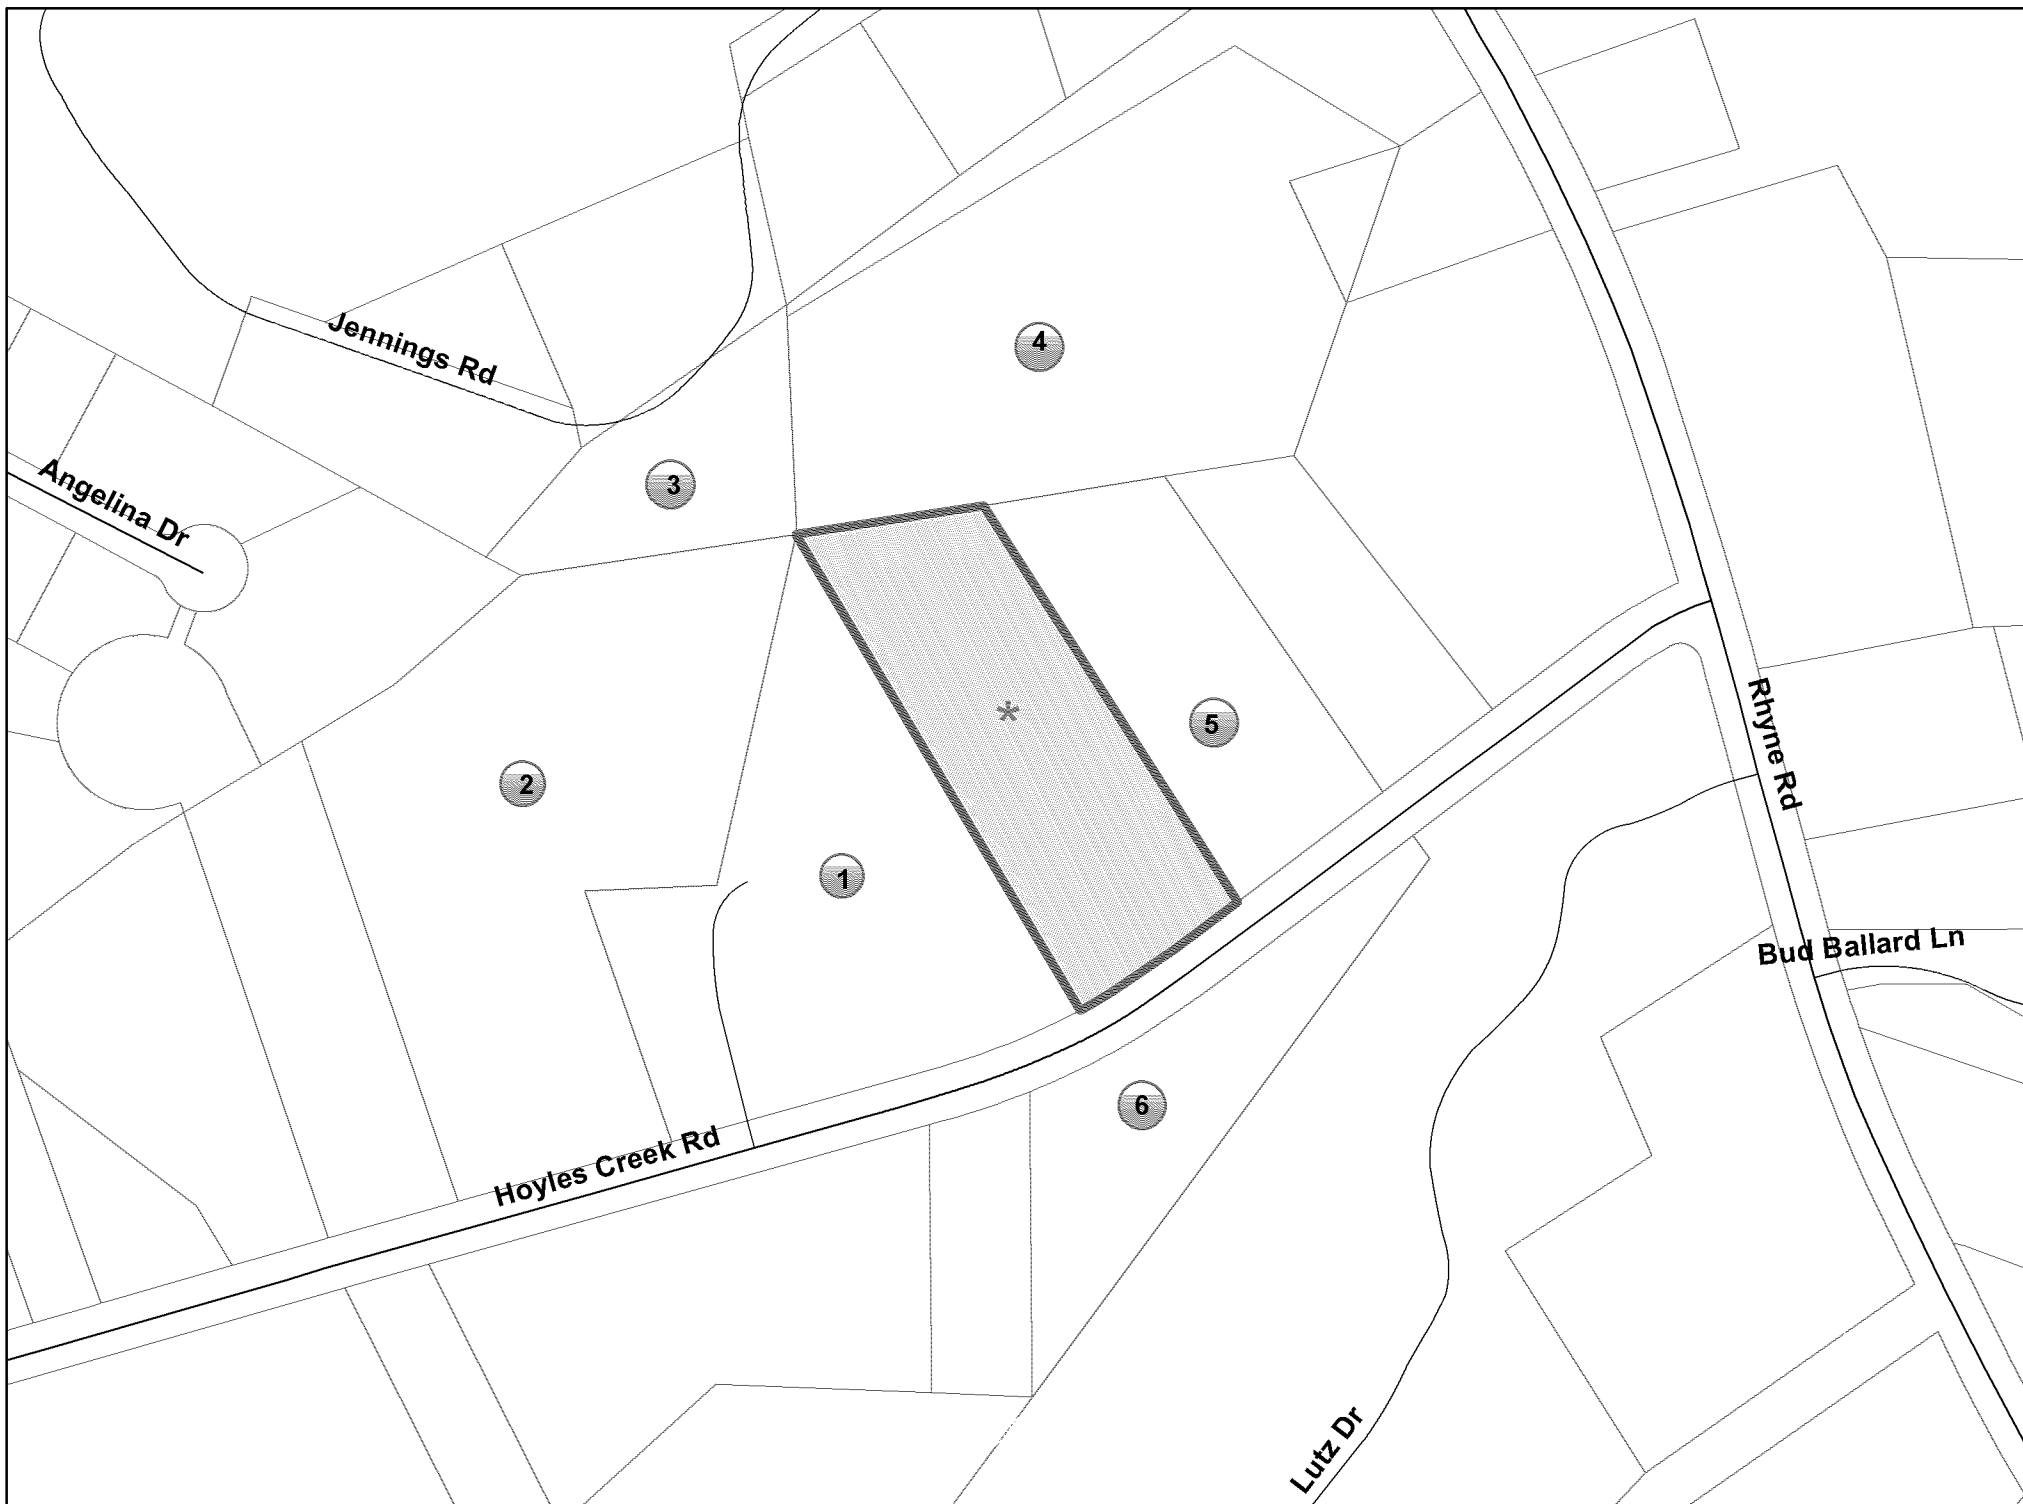 4
Jennings Rd
3
Angelina Dr
*
5
Rhyne Rd
2
1
Bud Ballard Ln
6
Hoyles Creek Rd
Lutz Dr